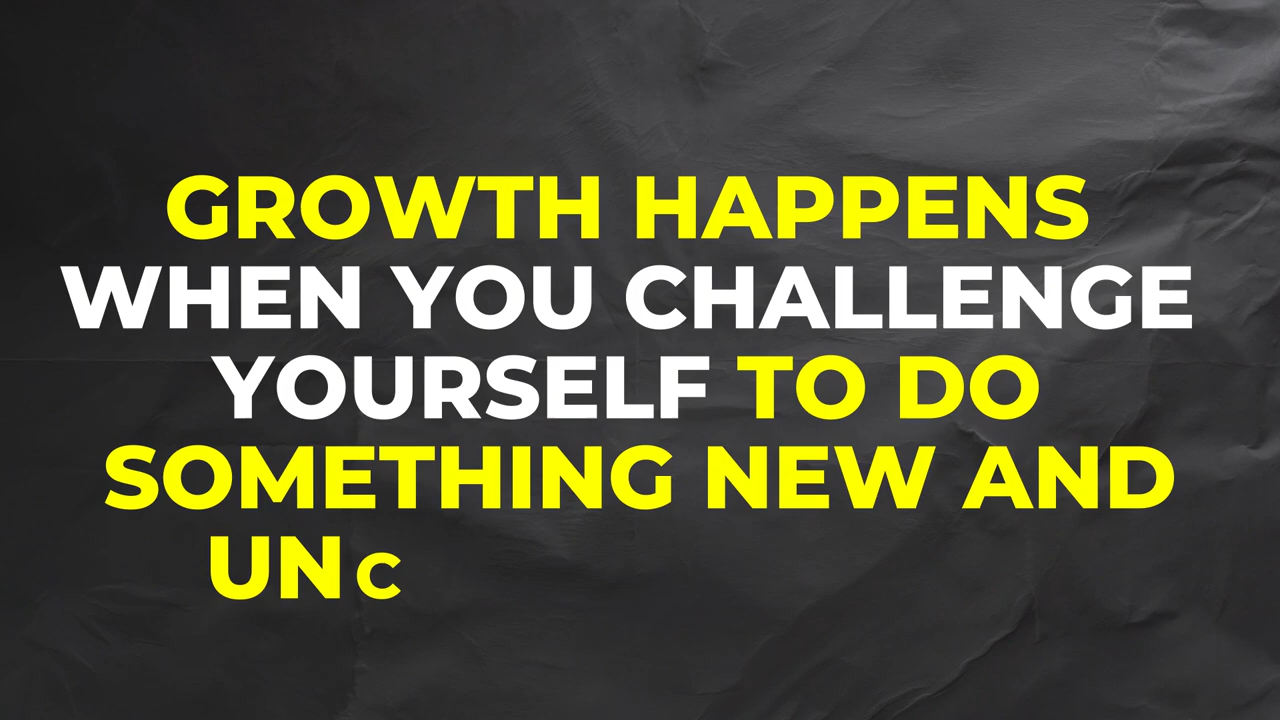 GROWTH HAPPENS
WHEN YOU CHALLENGE
YOURSELF TO DO
SOMETHING NEW AND
UNC